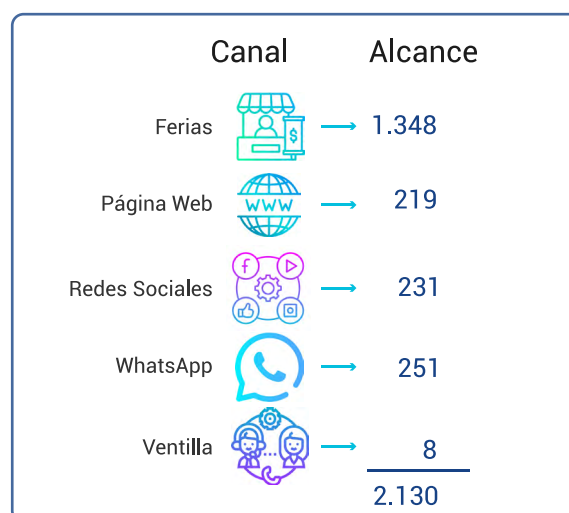 Canal Alcance
Ferias 1.348
$
Página Web WWW 219
Redes Sociales f 231
WhatsApp 251
Ventilla 8
2.130